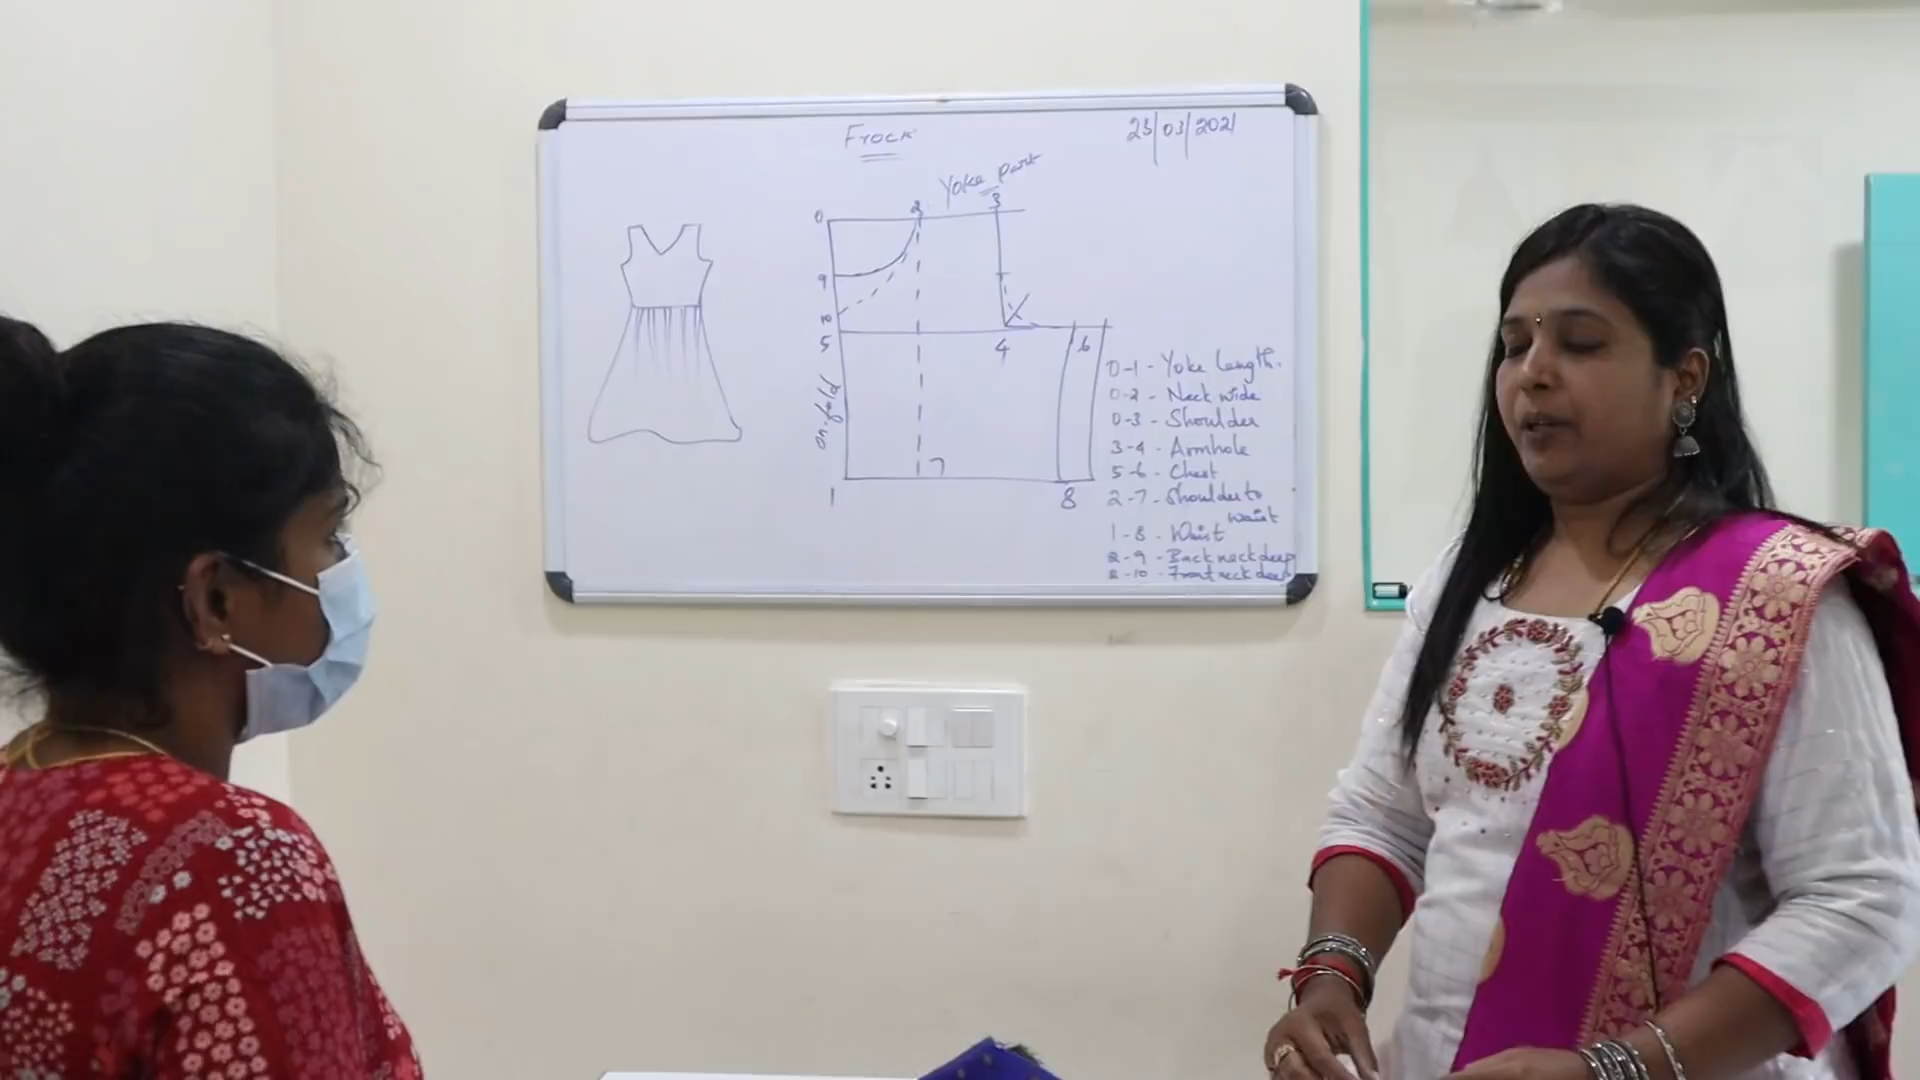 Frock
23/03/2021
Yoke part
0
2
3
9
10
5
4
6
on-fold
7
1
8
0-1 - Yoke Length.
0-2 - Neck wide
0-3 - Shoulder
3-4 - Armhole
5-6 - Chest
2-7 - Shoulder to
waist
1-8 - Waist
2-9 - Back neck deep
2-10 - Front neck deep